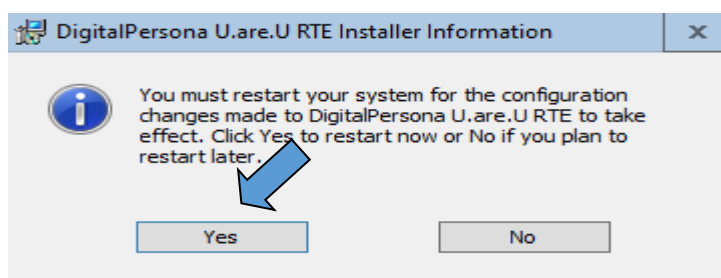 DigitalPersona U.are.U RTE Installer Information
You must restart your system for the configuration
changes made to DigitalPersona U.are.U RTE to take
effect. Click Yes to restart now or No if you plan to
restart later.
Yes
No